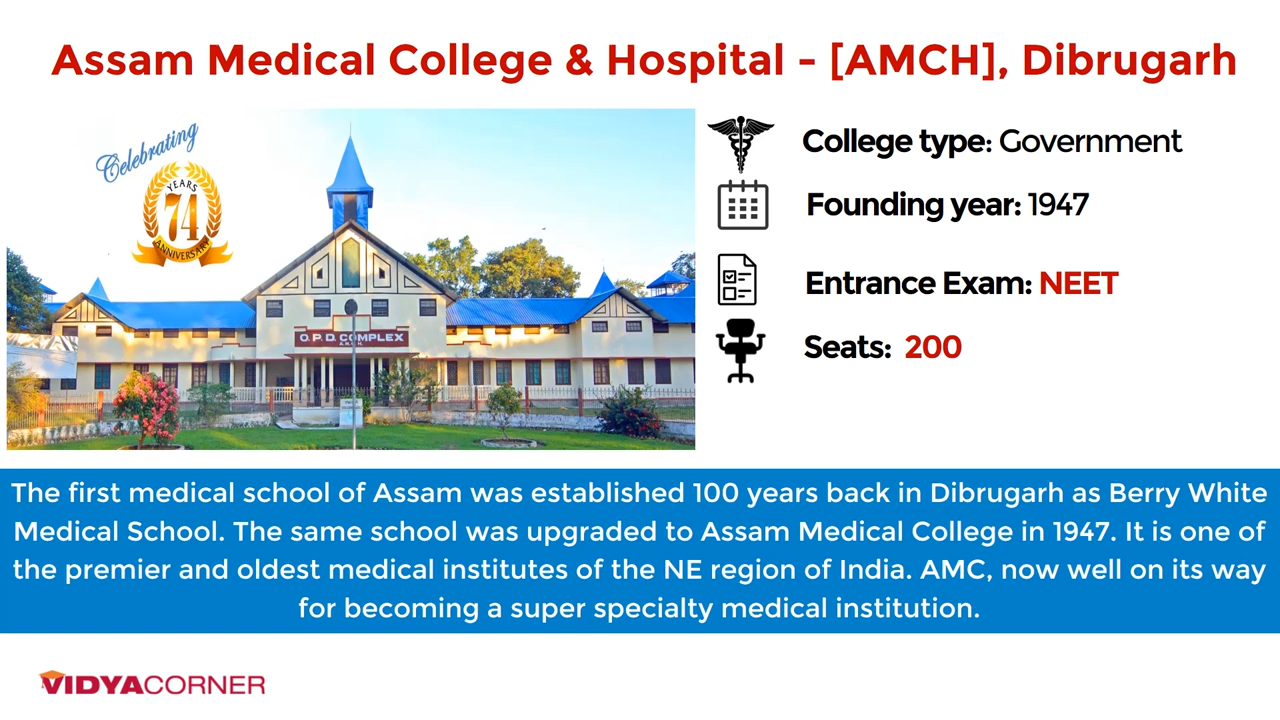 Assam Medical College & Hospital - [AMCH], Dibrugarh
Celebrating
YEARS
74
ANNIVERSARY
O.P.D. COMPLEX
A.M.C.H.
College type: Government
Founding year: 1947
Entrance Exam: NEET
Seats: 200
The first medical school of Assam was established 100 years back in Dibrugarh as Berry White
Medical School. The same school was upgraded to Assam Medical College in 1947. It is one of
the premier and oldest medical institutes of the NE region of India. AMC, now well on its way
for becoming a super specialty medical institution.
VIDYACORNER